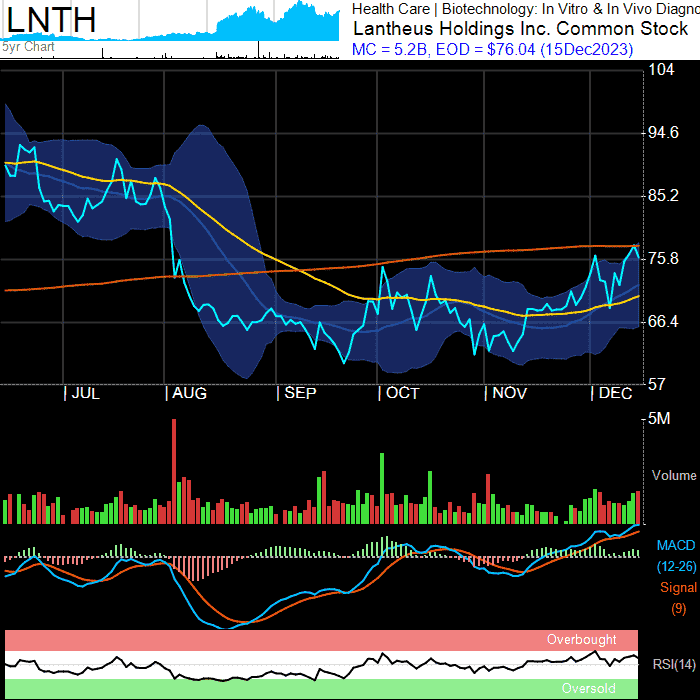 LNTH
5yr Chart
Health Care | Biotechnology: In Vitro & In Vivo Diagno
Lantheus Holdings Inc. Common Stock
MC = 5.2B, EOD = $76.04 (15Dec2023)
104
94.6
85.2
75.8
66.4
57
| JUL | AUG | SEP | OCT | NOV | DEC
5M
Volume
MACD
(12-26)
Signal
(9)
Overbought
RSI(14)
Oversold